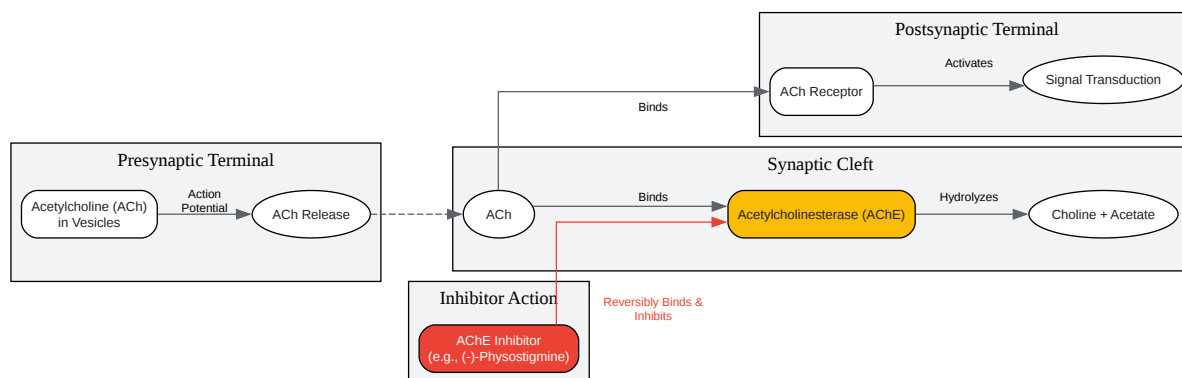 Postsynaptic Terminal
ACh Receptor
Activates
Signal Transduction
Binds
Presynaptic Terminal
Acetylcholine (ACh)
in Vesicles
Action
Potential
ACh Release
Synaptic Cleft
ACh
Binds
Acetylcholinesterase (AChE)
Hydrolyzes
Choline + Acetate
Inhibitor Action
Reversibly Binds &
Inhibits
AChE Inhibitor
(e.g., (-)-Physostigmine)